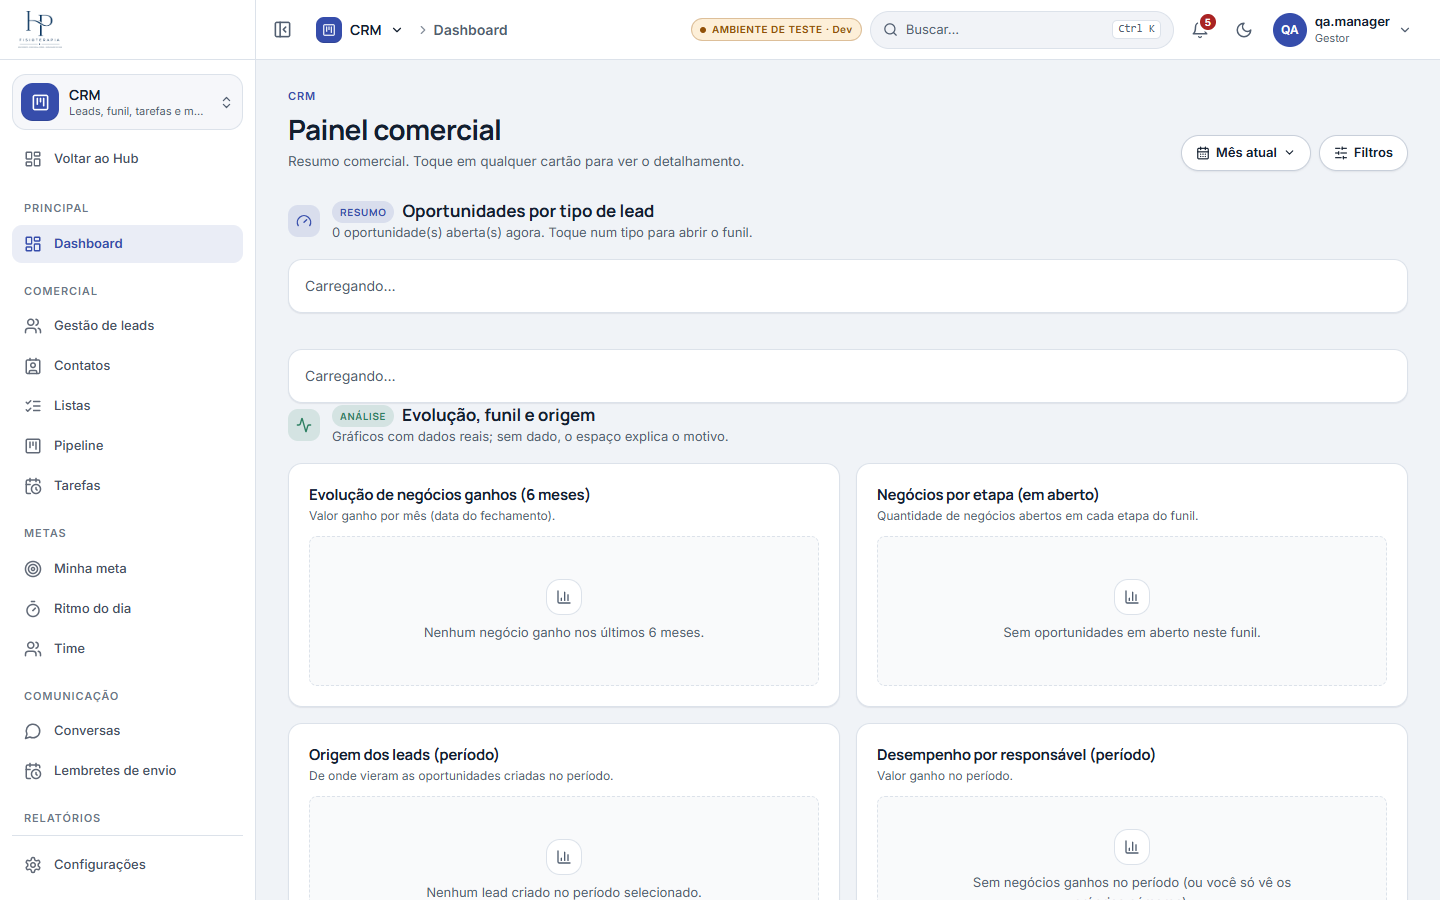 HP
FISIOTERAPIA
CRM
Dashboard
AMBIENTE DE TESTE · Dev
Buscar...
Ctrl K
5
QA
qa.manager
Gestor
CRM
Leads, funil, tarefas e m...
Voltar ao Hub
PRINCIPAL
Dashboard
COMERCIAL
Gestão de leads
Contatos
Listas
Pipeline
Tarefas
METAS
Minha meta
Ritmo do dia
Time
COMUNICAÇÃO
Conversas
Lembretes de envio
RELATÓRIOS
Configurações
CRM
Painel comercial
Resumo comercial. Toque em qualquer cartão para ver o detalhamento.
Mês atual
Filtros
RESUMO Oportunidades por tipo de lead
0 oportunidade(s) aberta(s) agora. Toque num tipo para abrir o funil.
Carregando...
Carregando...
ANÁLISE Evolução, funil e origem
Gráficos com dados reais; sem dado, o espaço explica o motivo.
Evolução de negócios ganhos (6 meses)
Valor ganho por mês (data do fechamento).
Nenhum negócio ganho nos últimos 6 meses.
Negócios por etapa (em aberto)
Quantidade de negócios abertos em cada etapa do funil.
Sem oportunidades em aberto neste funil.
Origem dos leads (período)
De onde vieram as oportunidades criadas no período.
Nenhum lead criado no período selecionado.
Desempenho por responsável (período)
Valor ganho no período.
Sem negócios ganhos no período (ou você só vê os